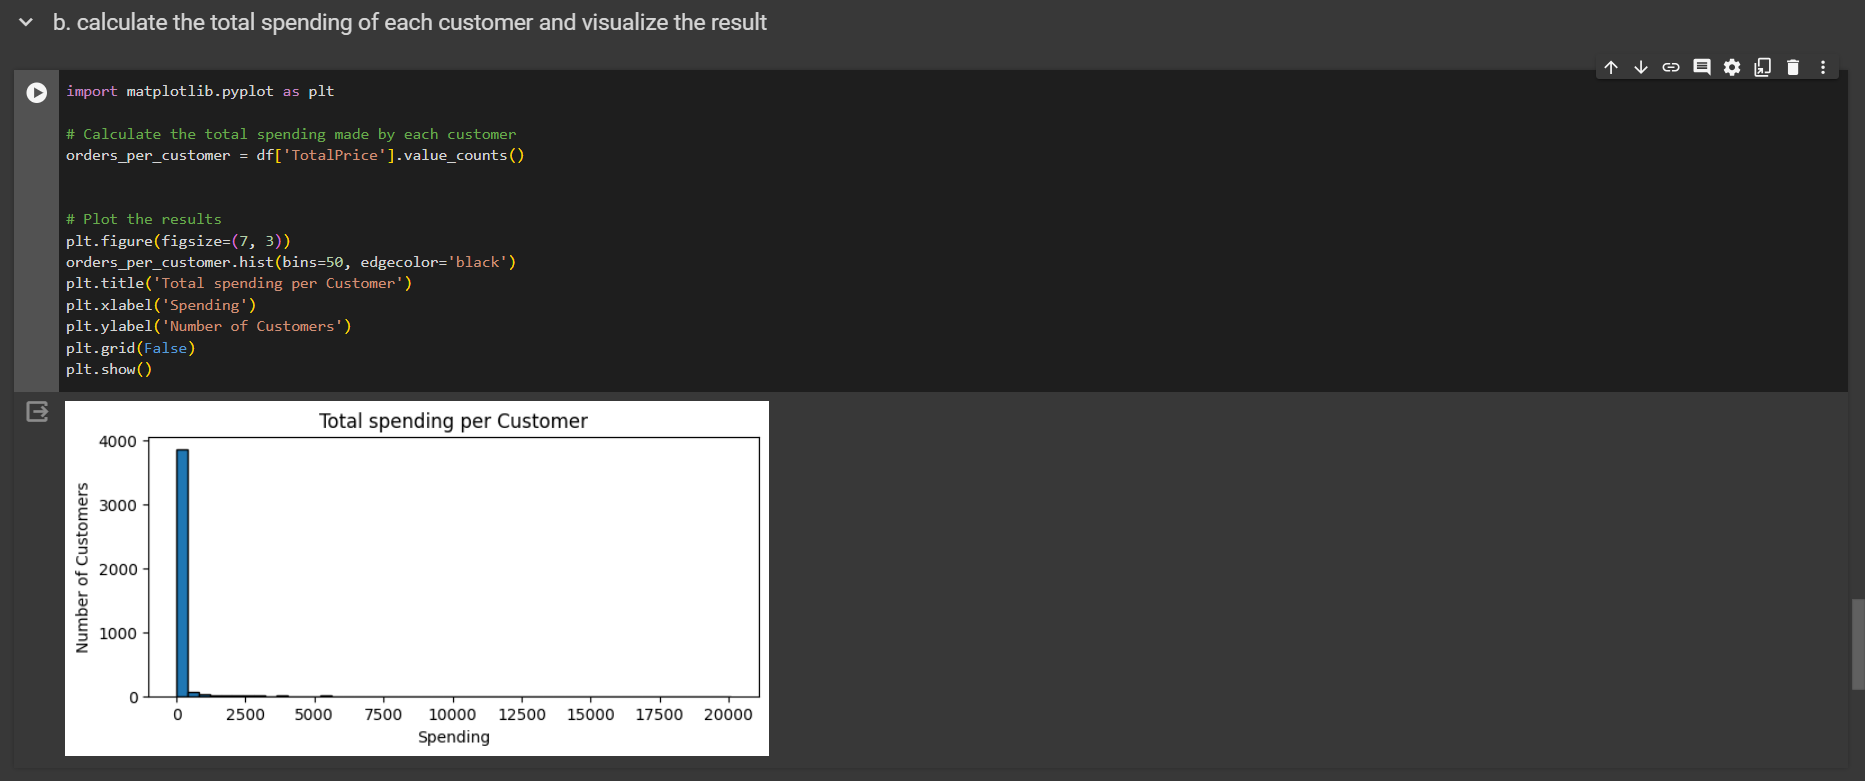 b. calculate the total spending of each customer and visualize the result
import matplotlib.pyplot as plt
# Calculate the total spending made by each customer
orders_per_customer = df['TotalPrice'].value_counts()
# Plot the results
plt.figure(figsize=(7, 3))
orders_per_customer.hist(bins=50, edgecolor='black')
plt.title('Total spending per Customer')
plt.xlabel('Spending')
plt.ylabel('Number of Customers')
plt.grid(False)
plt.show()
Total spending per Customer
Number of Customers
4000
3000
2000
1000
0
0 2500 5000 7500 10000 12500 15000 17500 20000
Spending